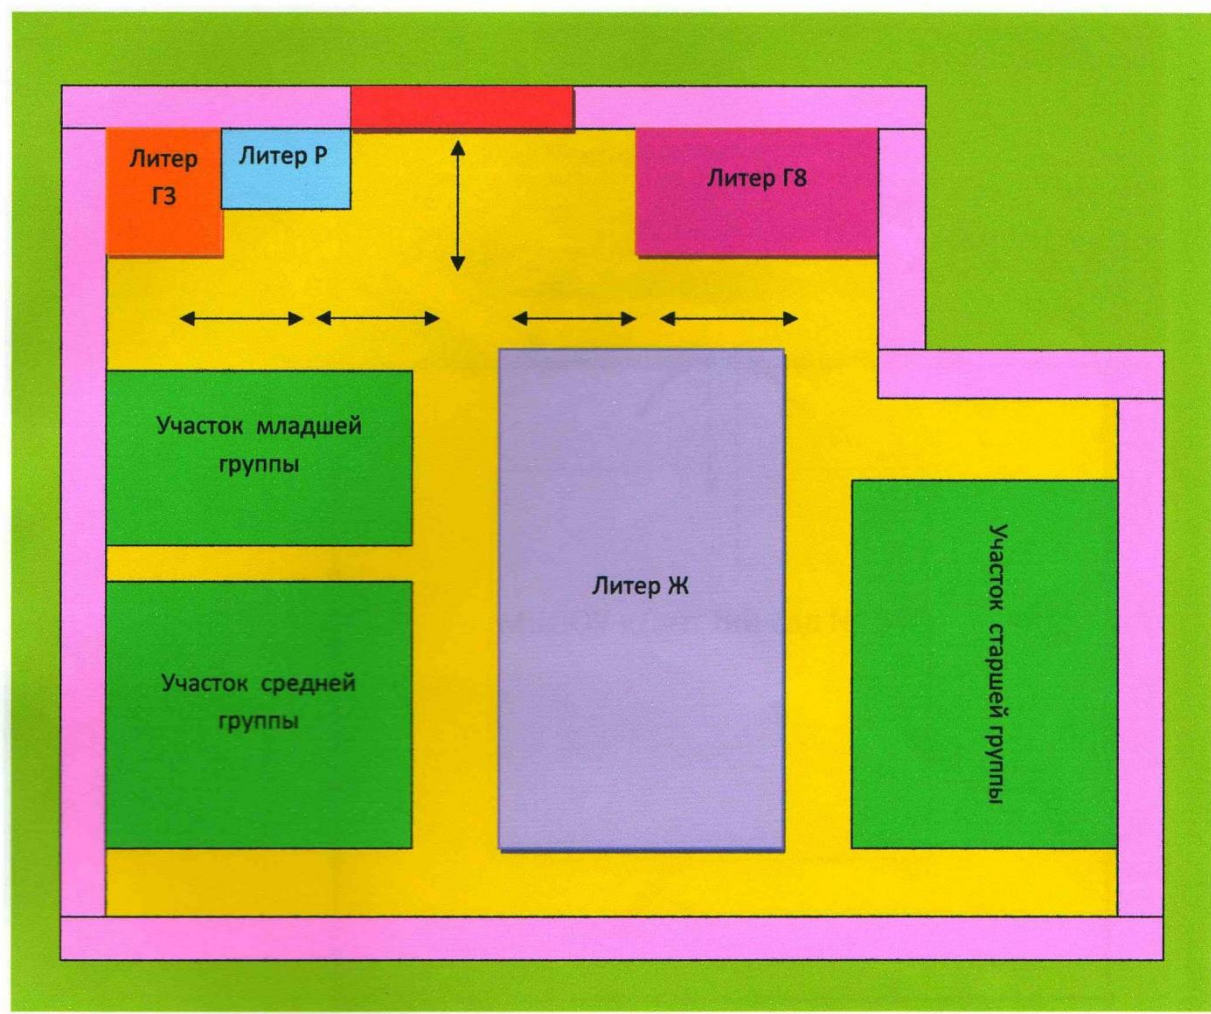 Литер
Г3
Литер Р
Литер Г8
Участок младшей
группы
Литер Ж
Участок старшей группы
Участок средней
группы